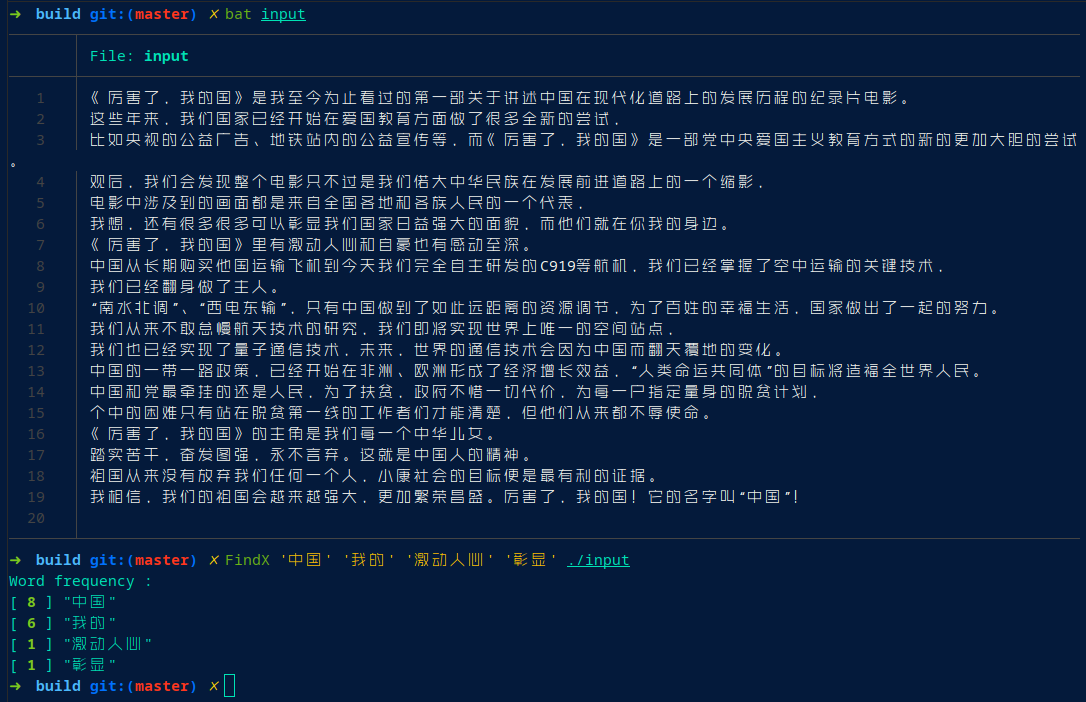 ➜ build git:(master) ✗ bat input
File: input
1 《 厉害了，我的国》是我至今为止看过的第一部关于讲述中国在现代化道路上的发展历程的纪录片电影。
2 这些年来，我们国家已经开始在爱国教育方面做了很多全新的尝试，
3 比如央视的公益广告、地铁站内的公益宣传等，而《 厉害了，我的国》是一部党中央爱国主义教育方式的新的更加大胆的尝试
。
4 观后，我们会发现整个电影只不过是我们偌大中华民族在发展前进道路上的一个缩影，
5 电影中涉及到的画面都是来自全国各地和各族人民的一个代表，
6 我想，还有很多很多可以彰显我们国家日益强大的面貌，而他们就在你我的身边。
7 《 厉害了，我的国》里有激动人心和自豪也有感动至深。
8 中国从长期购买他国运输飞机到今天我们完全自主研发的C919等航机，我们已经掌握了空中运输的关键技术，
9 我们已经翻身做了主人。
10 “南水北调”、“西电东输”，只有中国做到了如此远距离的资源调节，为了百姓的幸福生活，国家做出了一起的努力。
11 我们从来不敢怠慢航天技术的研究，我们即将实现世界上唯一的空间站点，
12 我们也已经实现了量子通信技术，未来，世界的通信技术会因为中国而翻天覆地的变化。
13 中国的一带一路政策，已经开始在非洲、欧洲形成了经济增长效益，“人类命运共同体”的目标将造福全世界人民。
14 中国和党最牵挂的还是人民，为了扶贫，政府不惜一切代价，为每一户指定量身的脱贫计划，
15 个中的困难只有站在脱贫第一线的工作者们才能清楚，但他们从来都不辱使命。
16 《 厉害了，我的国》的主角是我们每一个中华儿女。
17 踏实苦干，奋发图强，永不言弃。这就是中国人的精神。
18 祖国从来没有放弃我们任何一个人，小康社会的目标便是最有利的证据。
19 我相信，我们的祖国会越来越强大，更加繁荣昌盛。厉害了，我的国！它的名字叫“中国”！
20
➜ build git:(master) ✗ FindX '中国' '我的' '激动人心' '彰显' ./input
Word frequency :
[ 8 ] "中国"
[ 6 ] "我的"
[ 1 ] "激动人心"
[ 1 ] "彰显"
➜ build git:(master) ✗